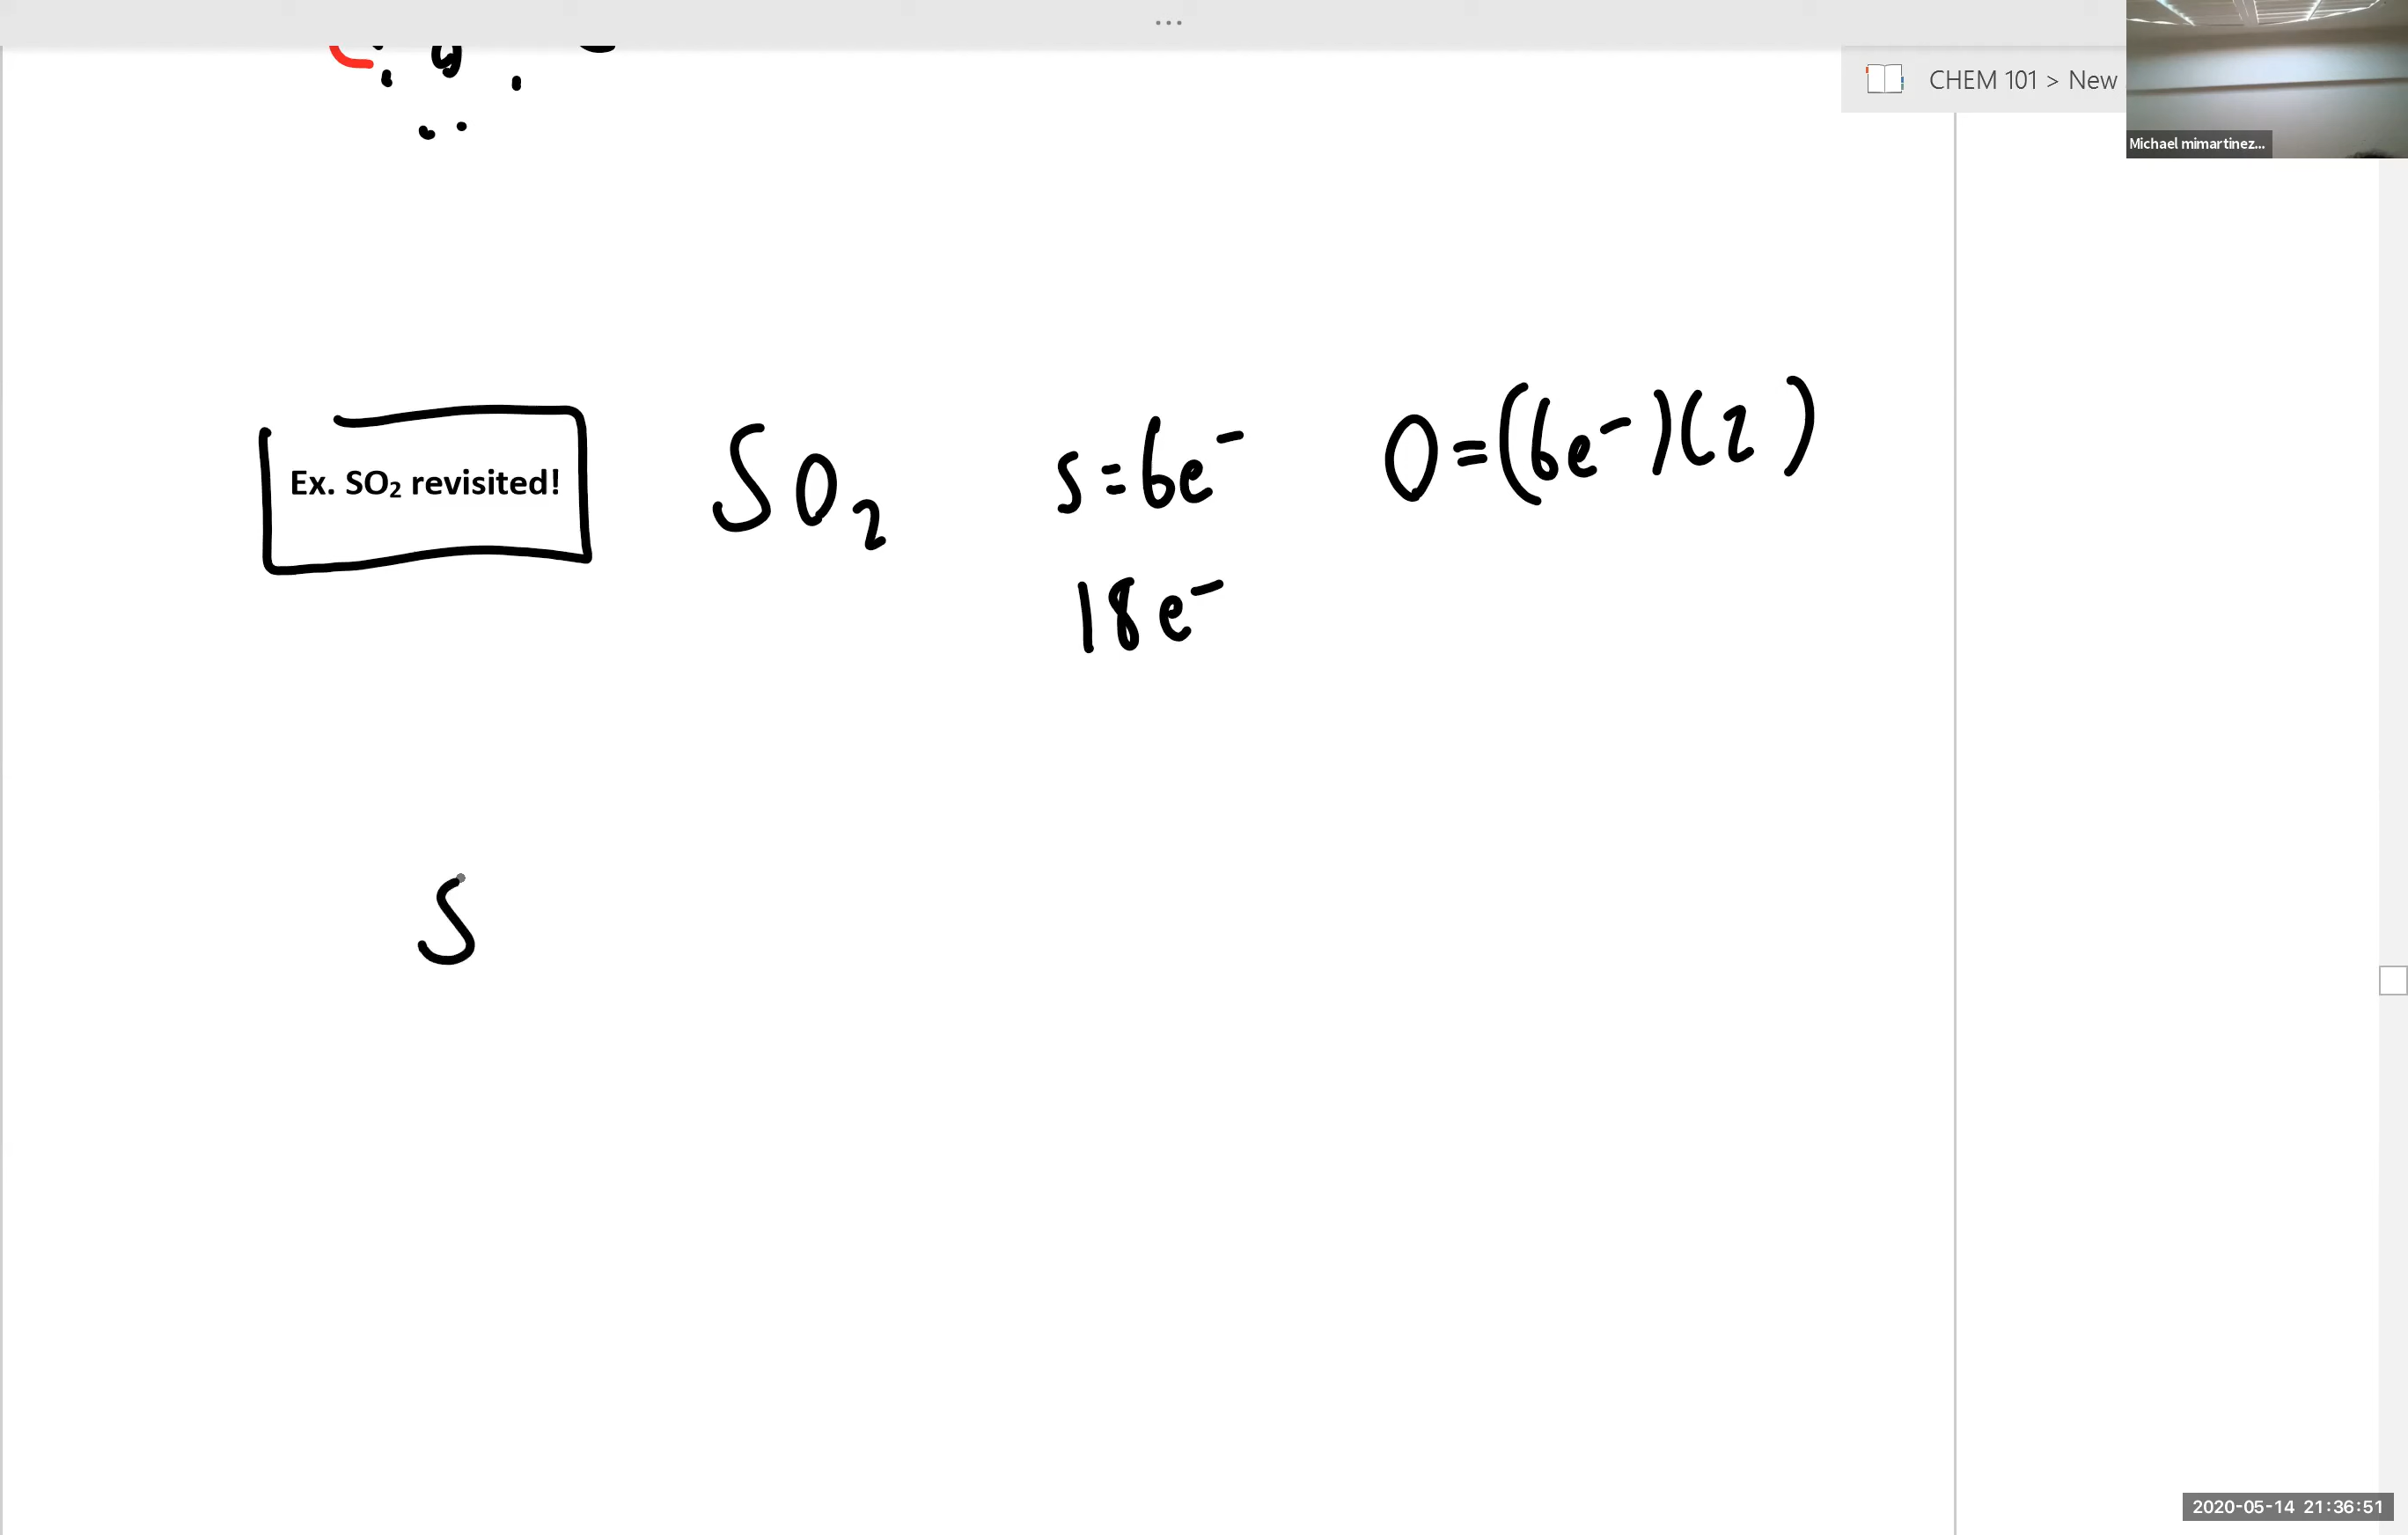 CHEM 101 > New
Michael mimartinez...
Ex. SO₂ revisited!
SO₂ S=6e⁻ O=(6e⁻)(2)
18e⁻
S
2020-05-14 21:36:51